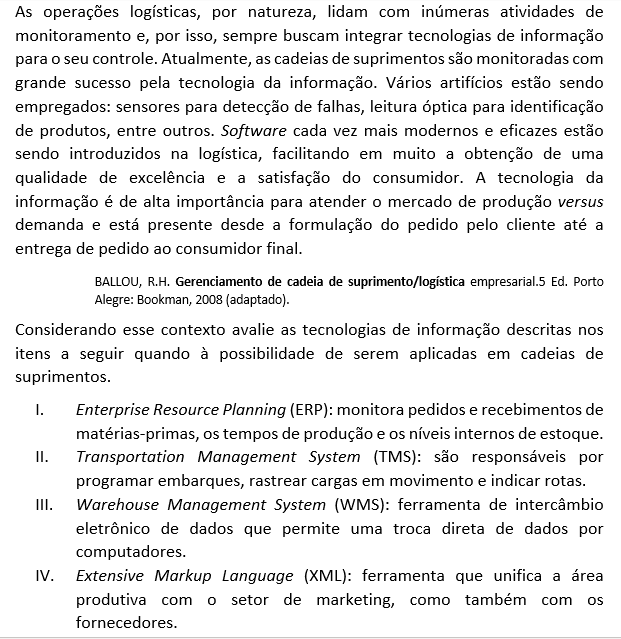 As operações logísticas, por natureza, lidam com inúmeras atividades de
monitoramento e, por isso, sempre buscam integrar tecnologias de informação
para o seu controle. Atualmente, as cadeias de suprimentos são monitoradas com
grande sucesso pela tecnologia da informação. Vários artifícios estão sendo
empregados: sensores para detecção de falhas, leitura óptica para identificação
de produtos, entre outros. Software cada vez mais modernos e eficazes estão
sendo introduzidos na logística, facilitando em muito a obtenção de uma
qualidade de excelência e a satisfação do consumidor. A tecnologia da
informação é de alta importância para atender o mercado de produção versus
demanda e está presente desde a formulação do pedido pelo cliente até a
entrega de pedido ao consumidor final.
BALLOU, R.H. Gerenciamento de cadeia de suprimento/logística empresarial.5 Ed. Porto
Alegre: Bookman, 2008 (adaptado).
Considerando esse contexto avalie as tecnologias de informação descritas nos
itens a seguir quando à possibilidade de serem aplicadas em cadeias de
suprimentos.
I. Enterprise Resource Planning (ERP): monitora pedidos e recebimentos de
matérias-primas, os tempos de produção e os níveis internos de estoque.
II. Transportation Management System (TMS): são responsáveis por
programar embarques, rastrear cargas em movimento e indicar rotas.
III. Warehouse Management System (WMS): ferramenta de intercâmbio
eletrônico de dados que permite uma troca direta de dados por
computadores.
IV. Extensive Markup Language (XML): ferramenta que unifica a área
produtiva com o setor de marketing, como também com os
fornecedores.